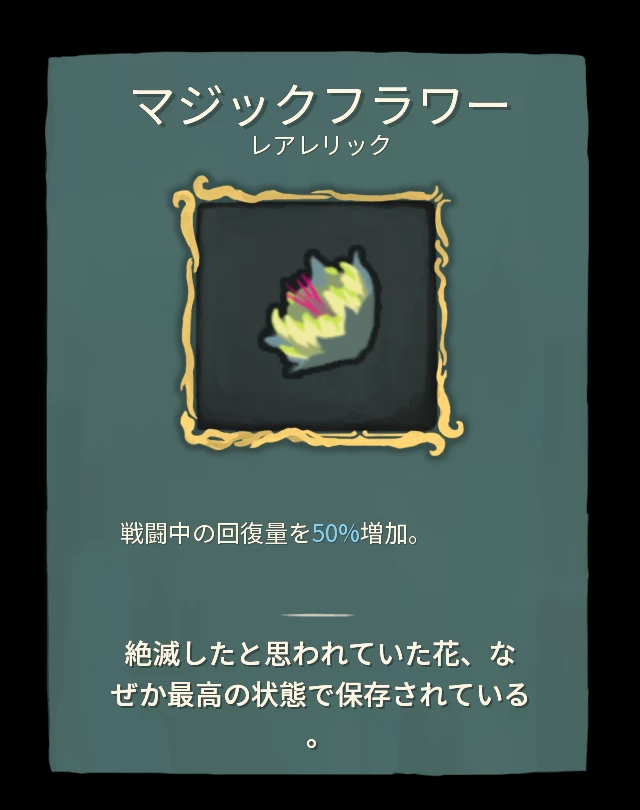 マジックフラワー
レアレリック
戦闘中の回復量を50%増加。
絶滅したと思われていた花、な
ぜか最高の状態で保存されている
。